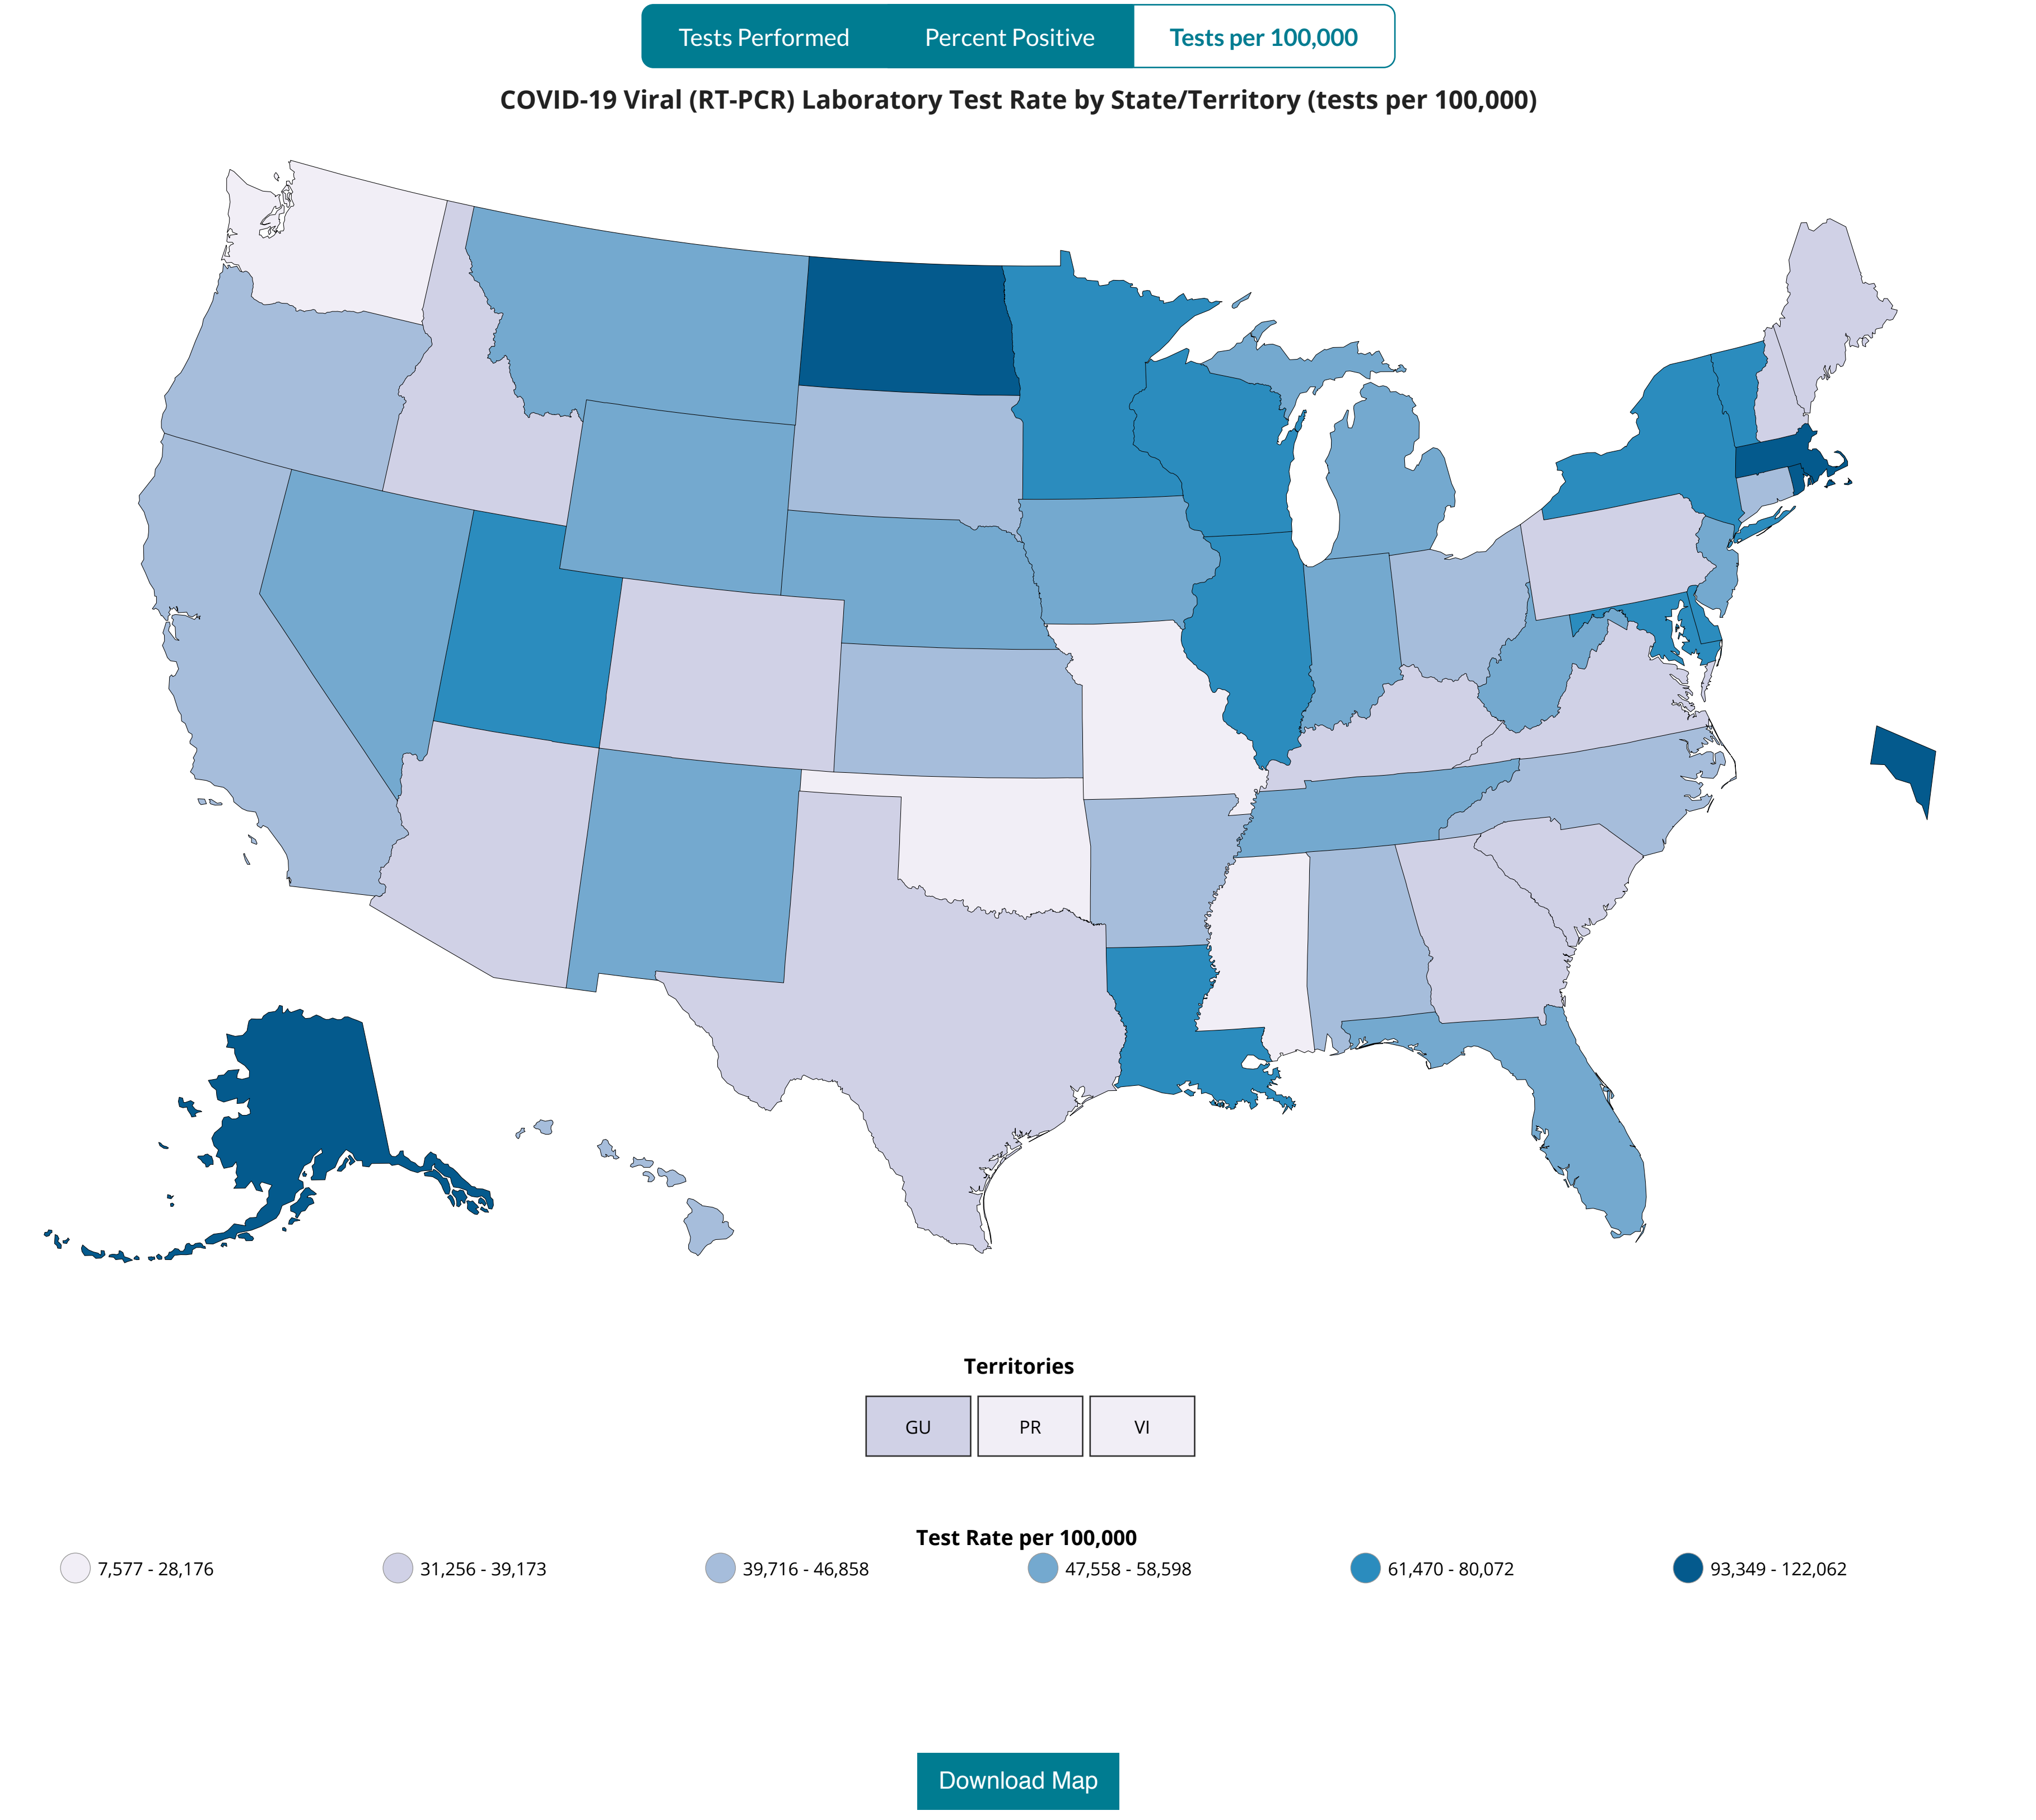 Tests Performed Percent Positive Tests per 100,000
COVID-19 Viral (RT-PCR) Laboratory Test Rate by State/Territory (tests per 100,000)
Territories
GU PR VI
Test Rate per 100,000
7,577 - 28,176 31,256 - 39,173 39,716 - 46,858 47,558 - 58,598 61,470 - 80,072 93,349 - 122,062
Download Map